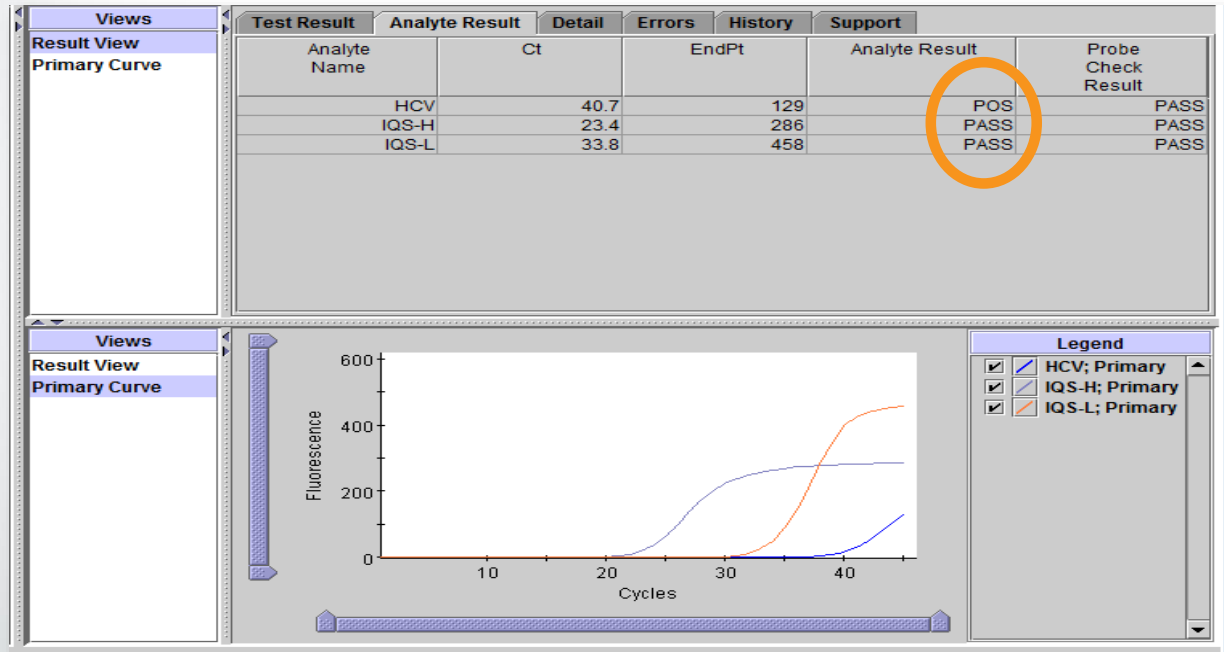 Views
Result View
Primary Curve
Test Result Analyte Result Detail Errors History Support
Analyte Name Ct EndPt Analyte Result Probe Check Result
HCV 40.7 129 POS PASS
IQS-H 23.4 286 PASS PASS
IQS-L 33.8 458 PASS PASS
Views
Result View
Primary Curve
600
400
200
0
Fluorescence
10 20 30 40
Cycles
Legend
HCV; Primary
IQS-H; Primary
IQS-L; Primary